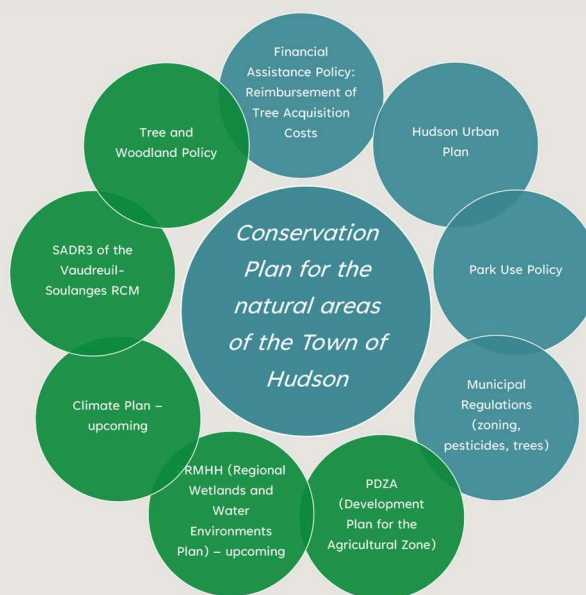 Financial
Assistance Policy:
Reimbursement of
Tree Acquisition
Costs
Hudson Urban
Plan
Park Use Policy
Municipal
Regulations
(zoning,
pesticides, trees)
PDZA
(Development
Plan for the
Agricultural Zone)
RMHH (Regional
Wetlands and
Water
Environments
Plan) – upcoming
Climate Plan –
upcoming
SADR3 of the
Vaudreuil-
Soulanges RCM
Tree and
Woodland Policy
Conservation
Plan for the
natural areas
of the Town of
Hudson